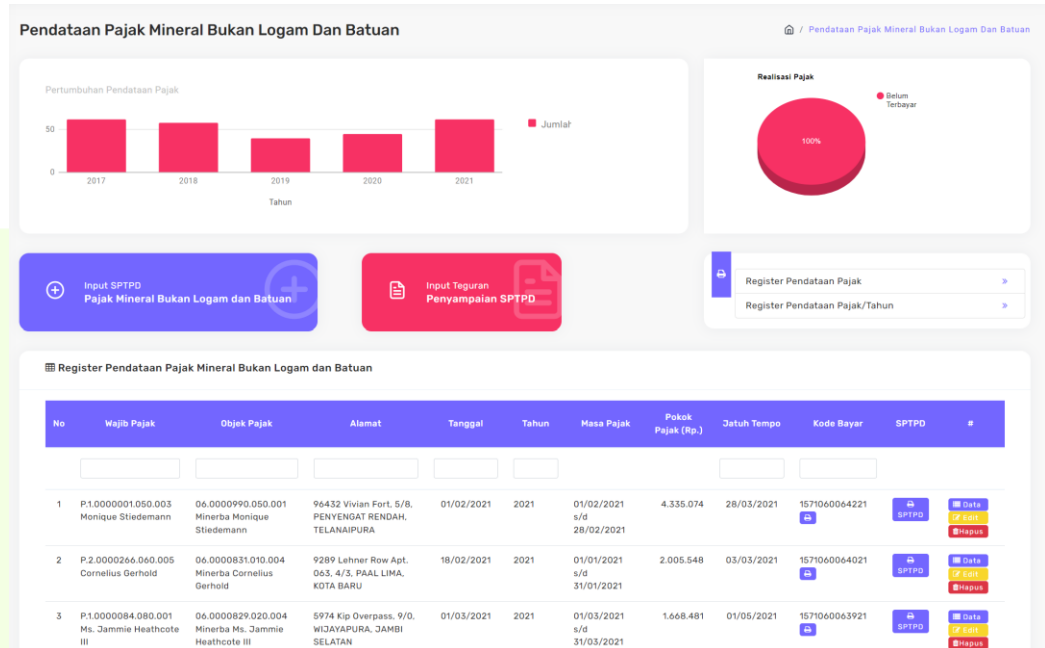 Pendataan Pajak Mineral Bukan Logam Dan Batuan
/ Pendataan Pajak Mineral Bukan Logam Dan Batuan
Pertumbuhan Pendataan Pajak
50
0
2017 2018 2019 2020 2021
Tahun
Jumlah
Realisasi Pajak
100%
Belum
Terbayar
Input SPTPD
Pajak Mineral Bukan Logam dan Batuan
Input Teguran
Penyampaian SPTPD
Register Pendataan Pajak »
Register Pendataan Pajak/Tahun »
Register Pendataan Pajak Mineral Bukan Logam dan Batuan
No Wajib Pajak Objek Pajak Alamat Tanggal Tahun Masa Pajak Pokok Pajak (Rp.) Jatuh Tempo Kode Bayar SPTPD #
1 P.1.0000001.050.003 06.0000990.050.001 96432 Vivian Fort, 5/8, 01/02/2021 2021 01/02/2021 4.335.074 28/03/2021 1571060064221 SPTPD Data
Monique Stiedemann Minerba Monique PENYENGAT RENDAH, s/d Edit
Stiedemann TELANAIPURA 28/02/2021 Hapus
2 P.2.0000266.060.005 06.0000831.010.004 9289 Lehner Row Apt. 18/02/2021 2021 01/01/2021 2.005.548 03/03/2021 1571060064021 SPTPD Data
Cornelius Gerhold Minerba Cornelius 063, 4/3, PAAL LIMA, s/d Edit
Gerhold KOTA BARU 31/01/2021 Hapus
3 P.1.0000084.080.001 06.0000829.020.004 5974 Kip Overpass, 9/0, 01/03/2021 2021 01/03/2021 1.668.481 01/05/2021 1571060063921 SPTPD Data
Ms. Jammie Heathcote Minerba Ms. Jammie WIJAYAPURA, JAMBI s/d Edit
III Heathcote III SELATAN 31/03/2021 Hapus